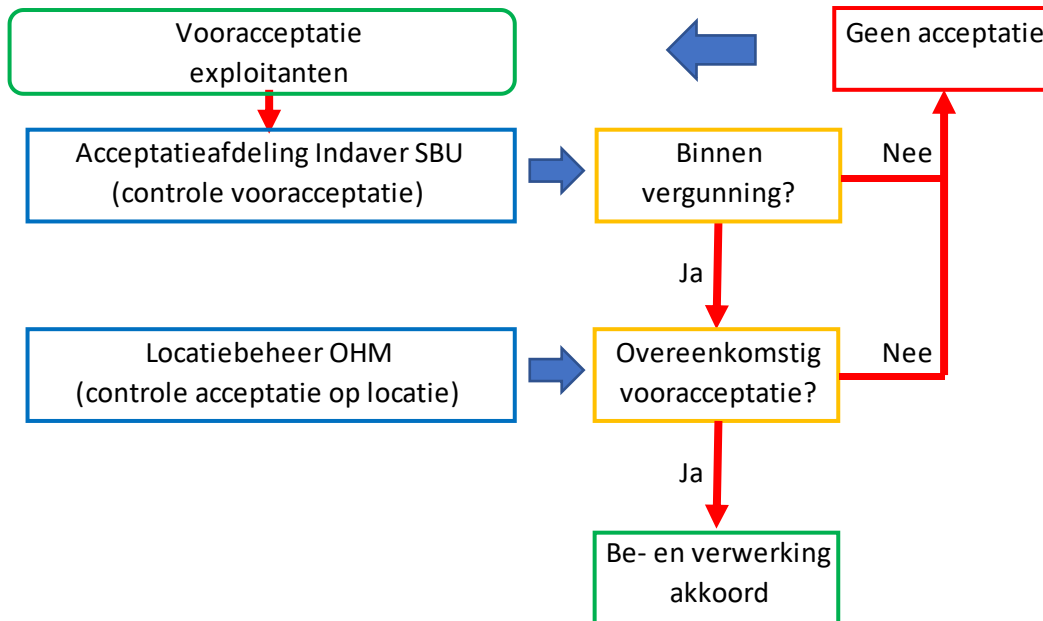 Vooracceptatie
exploitanten
Geen acceptatie
Acceptatieafdeling Indaver SBU
(controle vooracceptatie)
Binnen
vergunning?
Nee
Ja
Locatiebeheer OHM
(controle acceptatie op locatie)
Overeenkomstig
vooracceptatie?
Nee
Ja
Be- en verwerking
akkoord